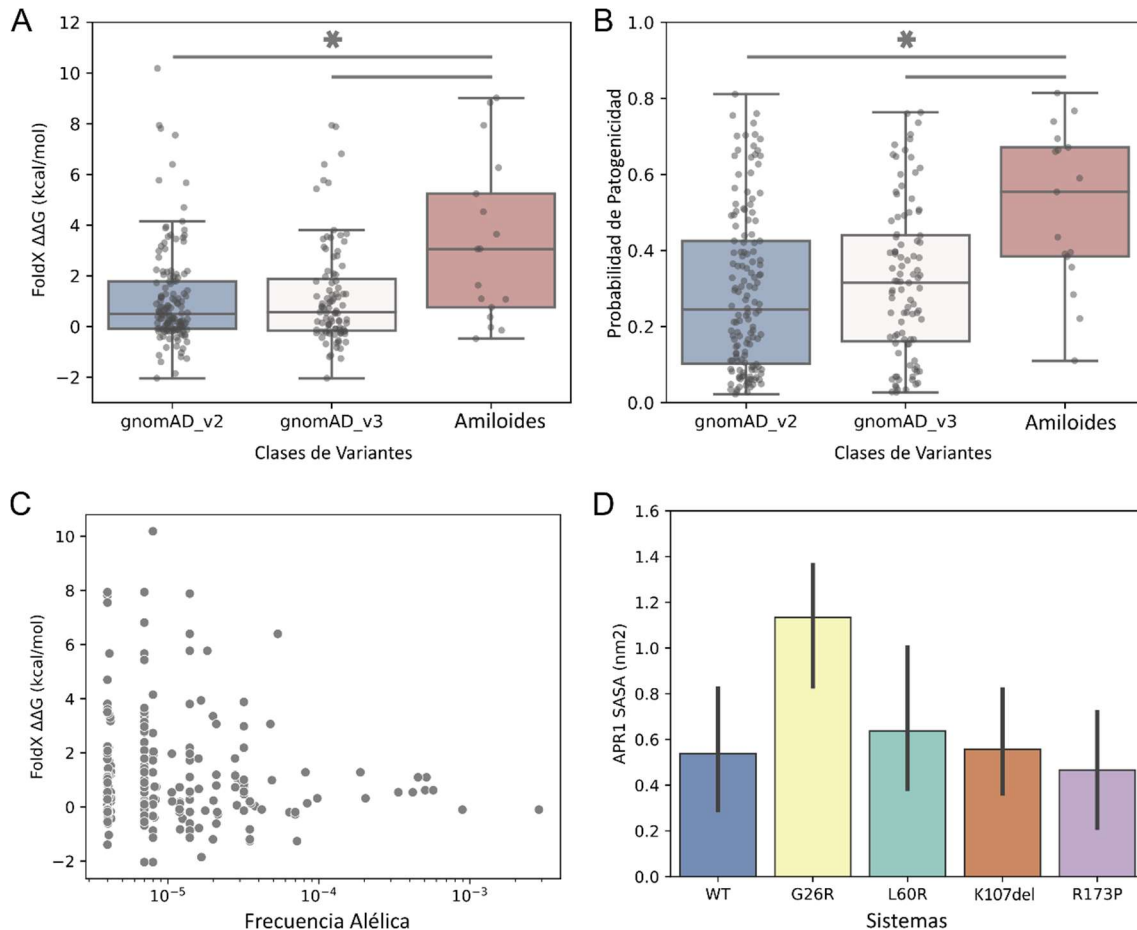 A
FoldX ΔΔG (kcal/mol)
12
10
8
6
4
2
0
−2
*
gnomAD_v2
gnomAD_v3
Amiloides
Clases de Variantes
B
Probabilidad de Patogenicidad
1.0
0.8
0.6
0.4
0.2
0.0
*
gnomAD_v2
gnomAD_v3
Amiloides
Clases de Variantes
C
FoldX ΔΔG (kcal/mol)
10
8
6
4
2
0
−2
10⁻⁵
10⁻⁴
10⁻³
Frecuencia Alélica
D
APR1 SASA (nm2)
1.6
1.4
1.2
1.0
0.8
0.6
0.4
0.2
0.0
WT
G26R
L60R
K107del
R173P
Sistemas